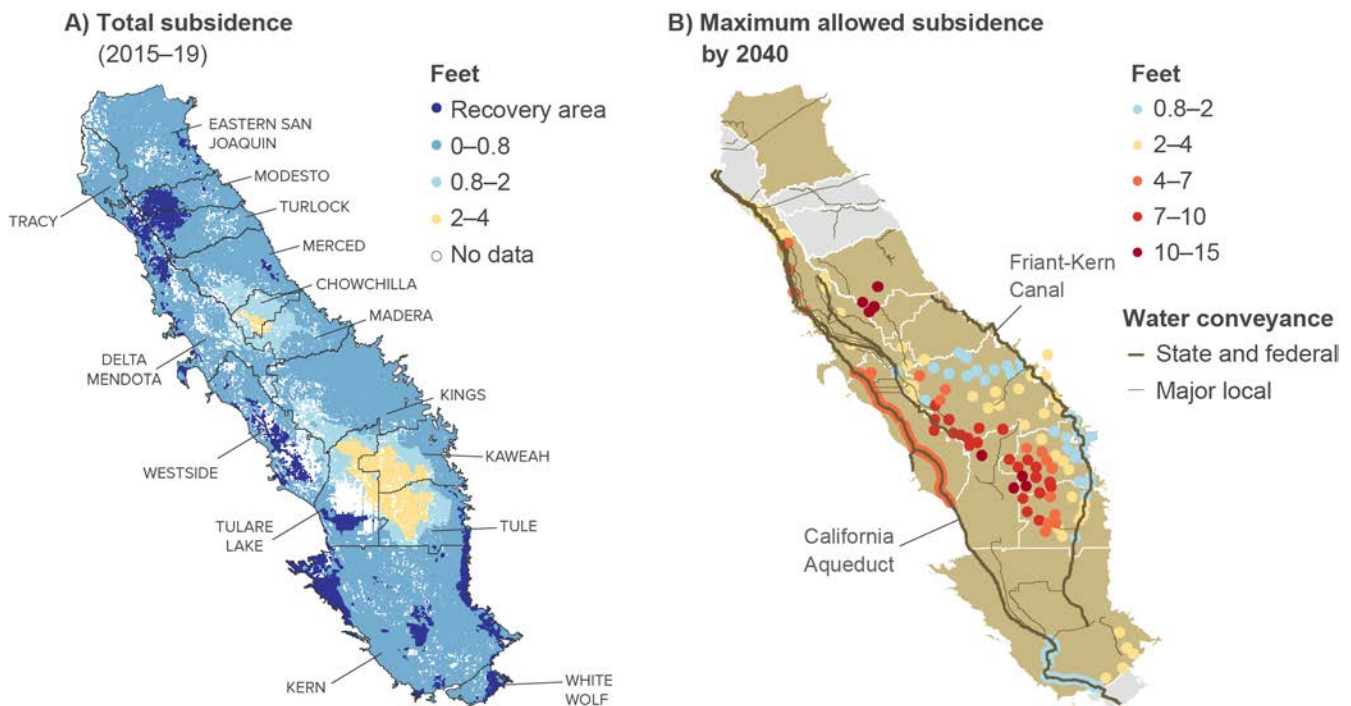 A) Total subsidence
(2015–19)
Feet
Recovery area
0–0.8
0.8–2
2–4
No data
EASTERN SAN
JOAQUIN
MODESTO
TURLOCK
TRACY
MERCED
CHOWCHILLA
MADERA
DELTA
MENDOTA
KINGS
WESTSIDE
KAWEAH
TULARE
LAKE
TULE
KERN
WHITE
WOLF
B) Maximum allowed subsidence
by 2040
Feet
0.8–2
2–4
4–7
7–10
10–15
Water conveyance
State and federal
Major local
Friant-Kern
Canal
California
Aqueduct